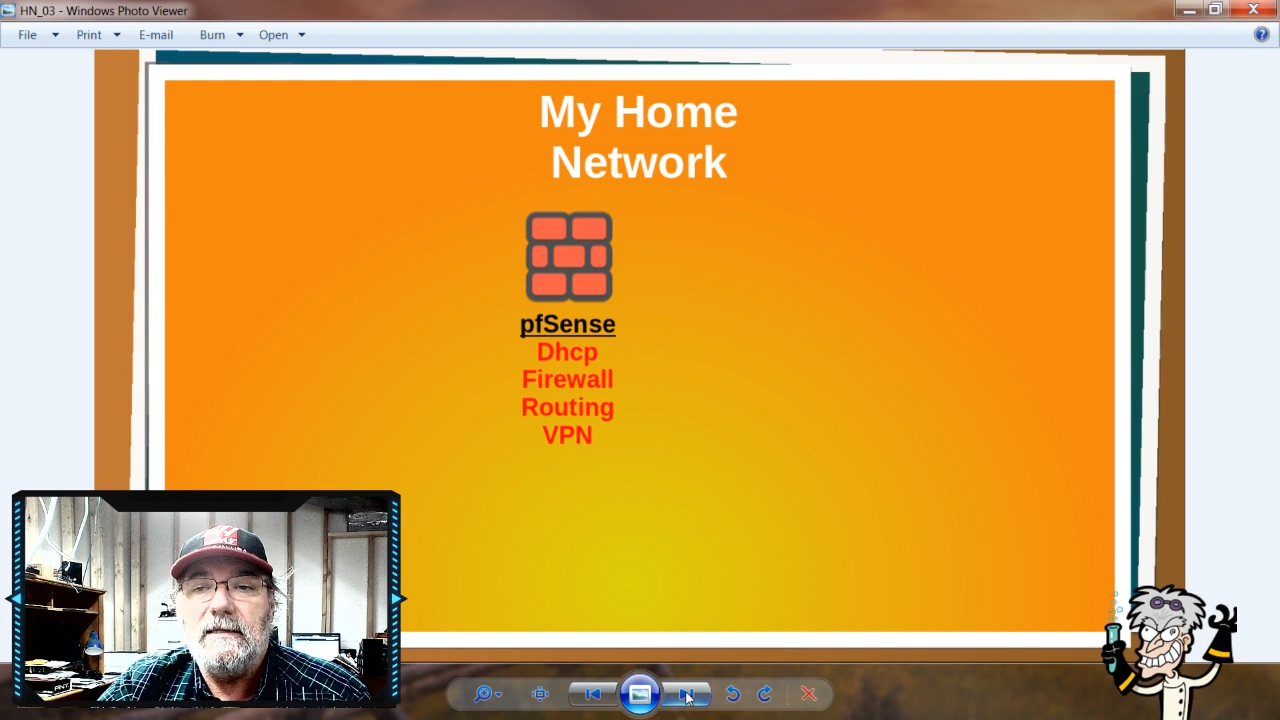 HN_03 - Windows Photo Viewer
File Print E-mail Burn Open
My Home
Network
pfSense
Dhcp
Firewall
Routing
VPN